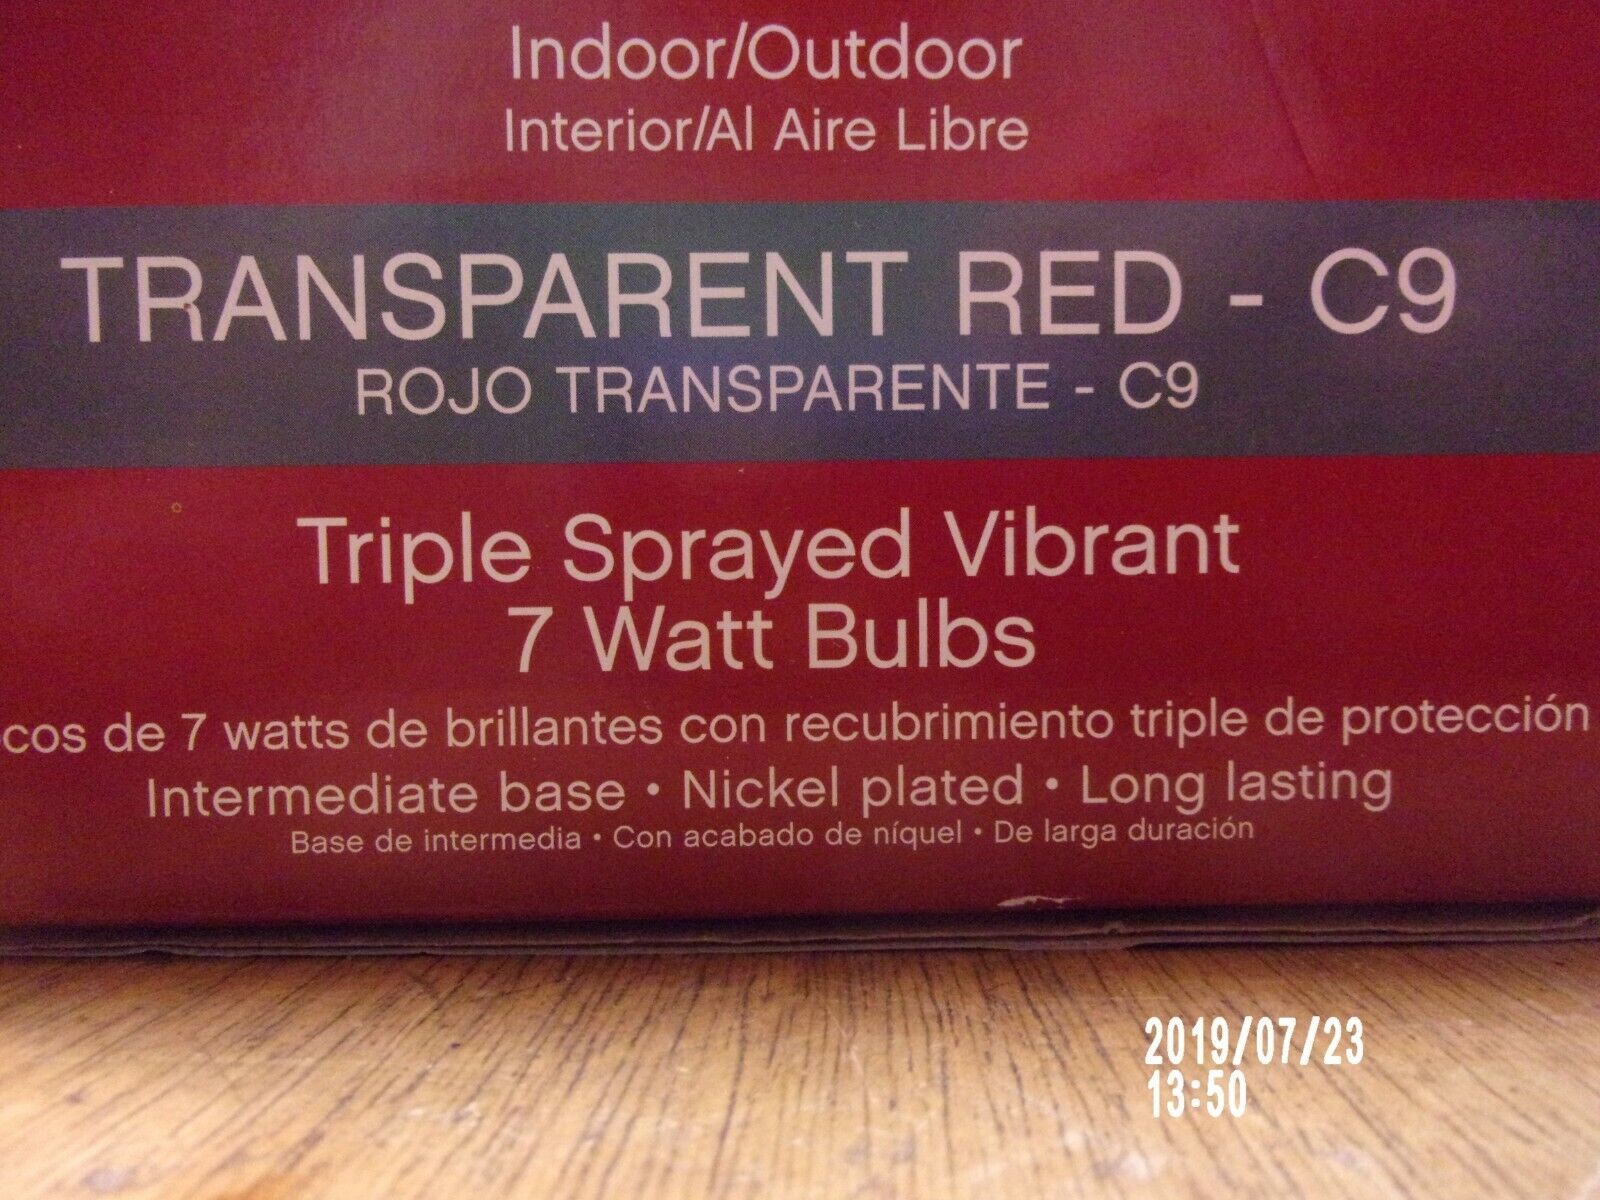 Indoor/Outdoor
Interior/Al Aire Libre
TRANSPARENT RED - C9
ROJO TRANSPARENTE - C9
Triple Sprayed Vibrant
7 Watt Bulbs
cos de 7 watts de brillantes con recubrimiento triple de protección
Intermediate base • Nickel plated • Long lasting
Base de intermedia • Con acabado de níquel • De larga duración
2019/07/23
13:50